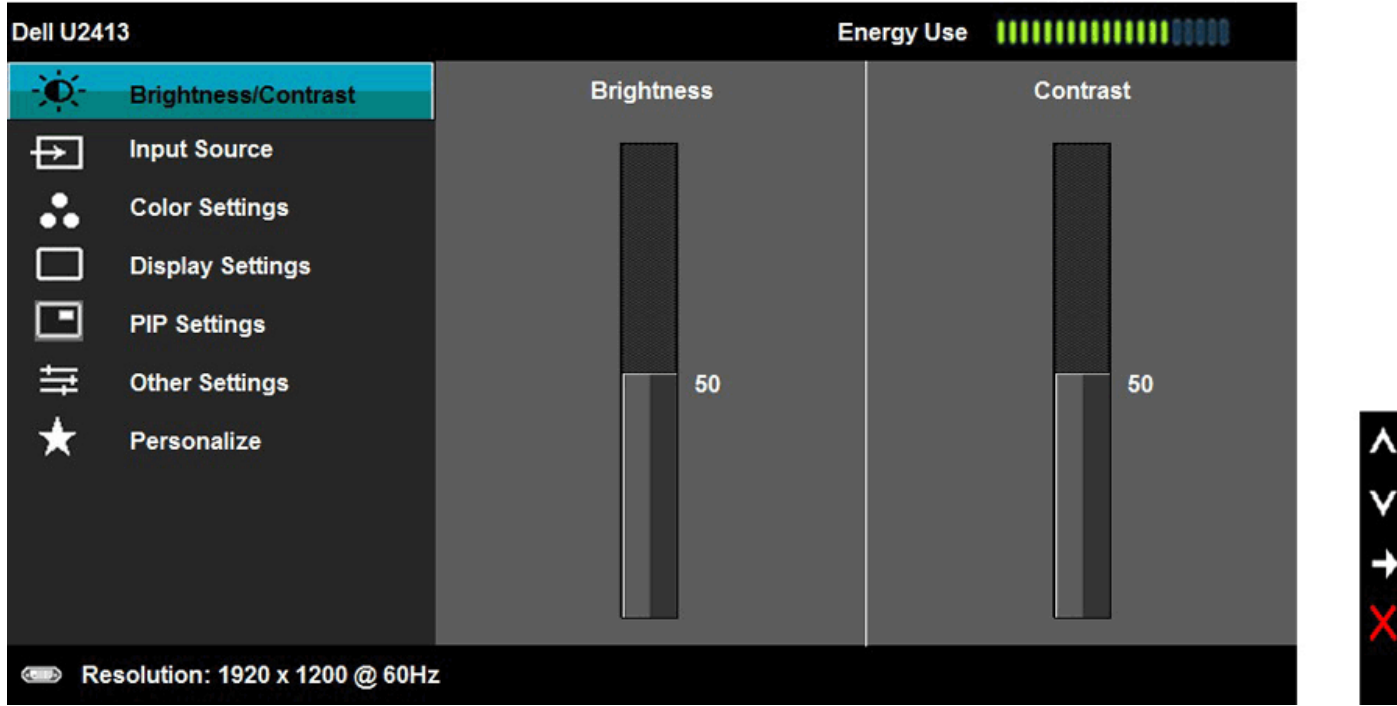 Dell U2413
Energy Use
Brightness/Contrast
Input Source
Color Settings
Display Settings
PIP Settings
Other Settings
Personalize
Brightness
50
Contrast
50
Resolution: 1920 x 1200 @ 60Hz